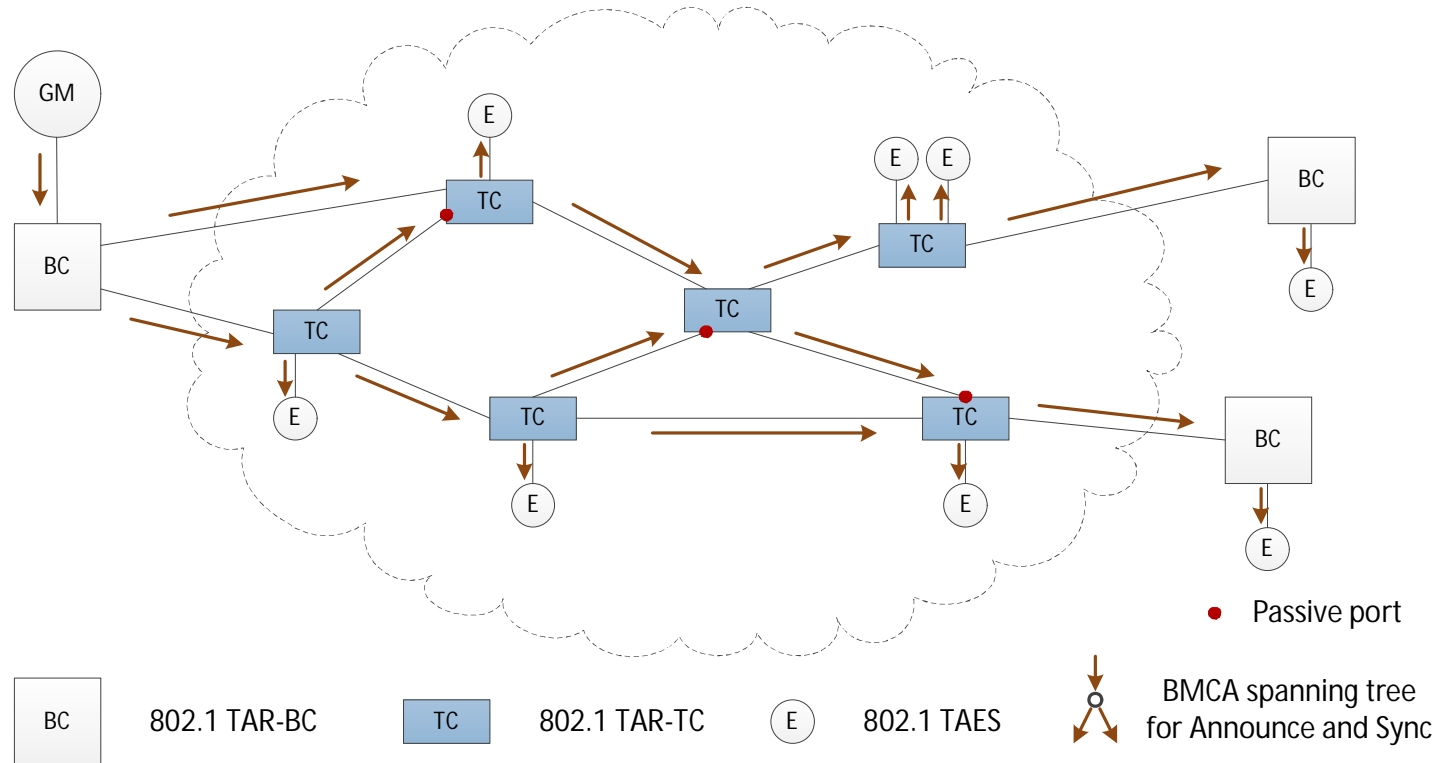 GM
E
E
E
TC
BC
TC
BC
TC
E
TC
TC
E
TC
TC
BC
E
E
E
Passive port
BMCA spanning tree
for Announce and Sync
BC
802.1 TAR-BC
TC
802.1 TAR-TC
E
802.1 TAES